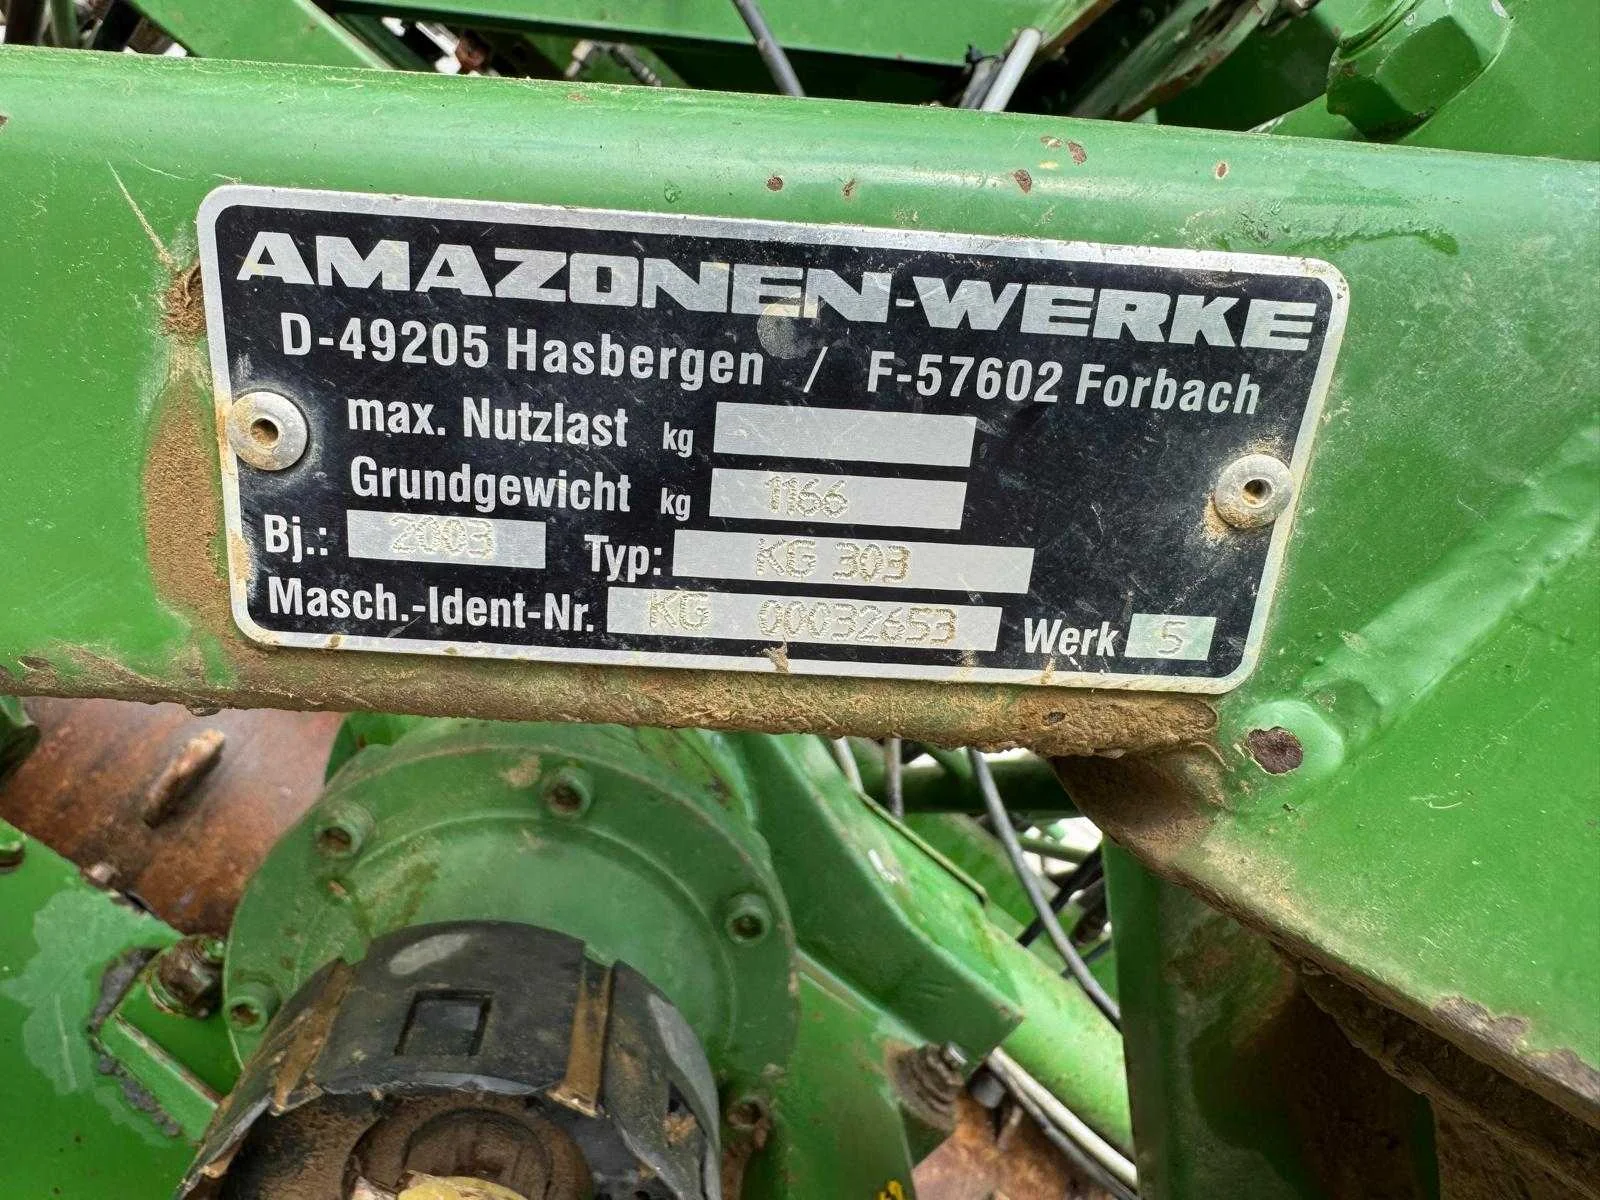 AMAZONEN-WERKE
D-49205 Hasbergen / F-57602 Forbach
max. Nutzlast kg
Grundgewicht kg 1166
Bj.: 2003 Typ: KG 303
Masch.-Ident-Nr. KG 00032653 Werk 5